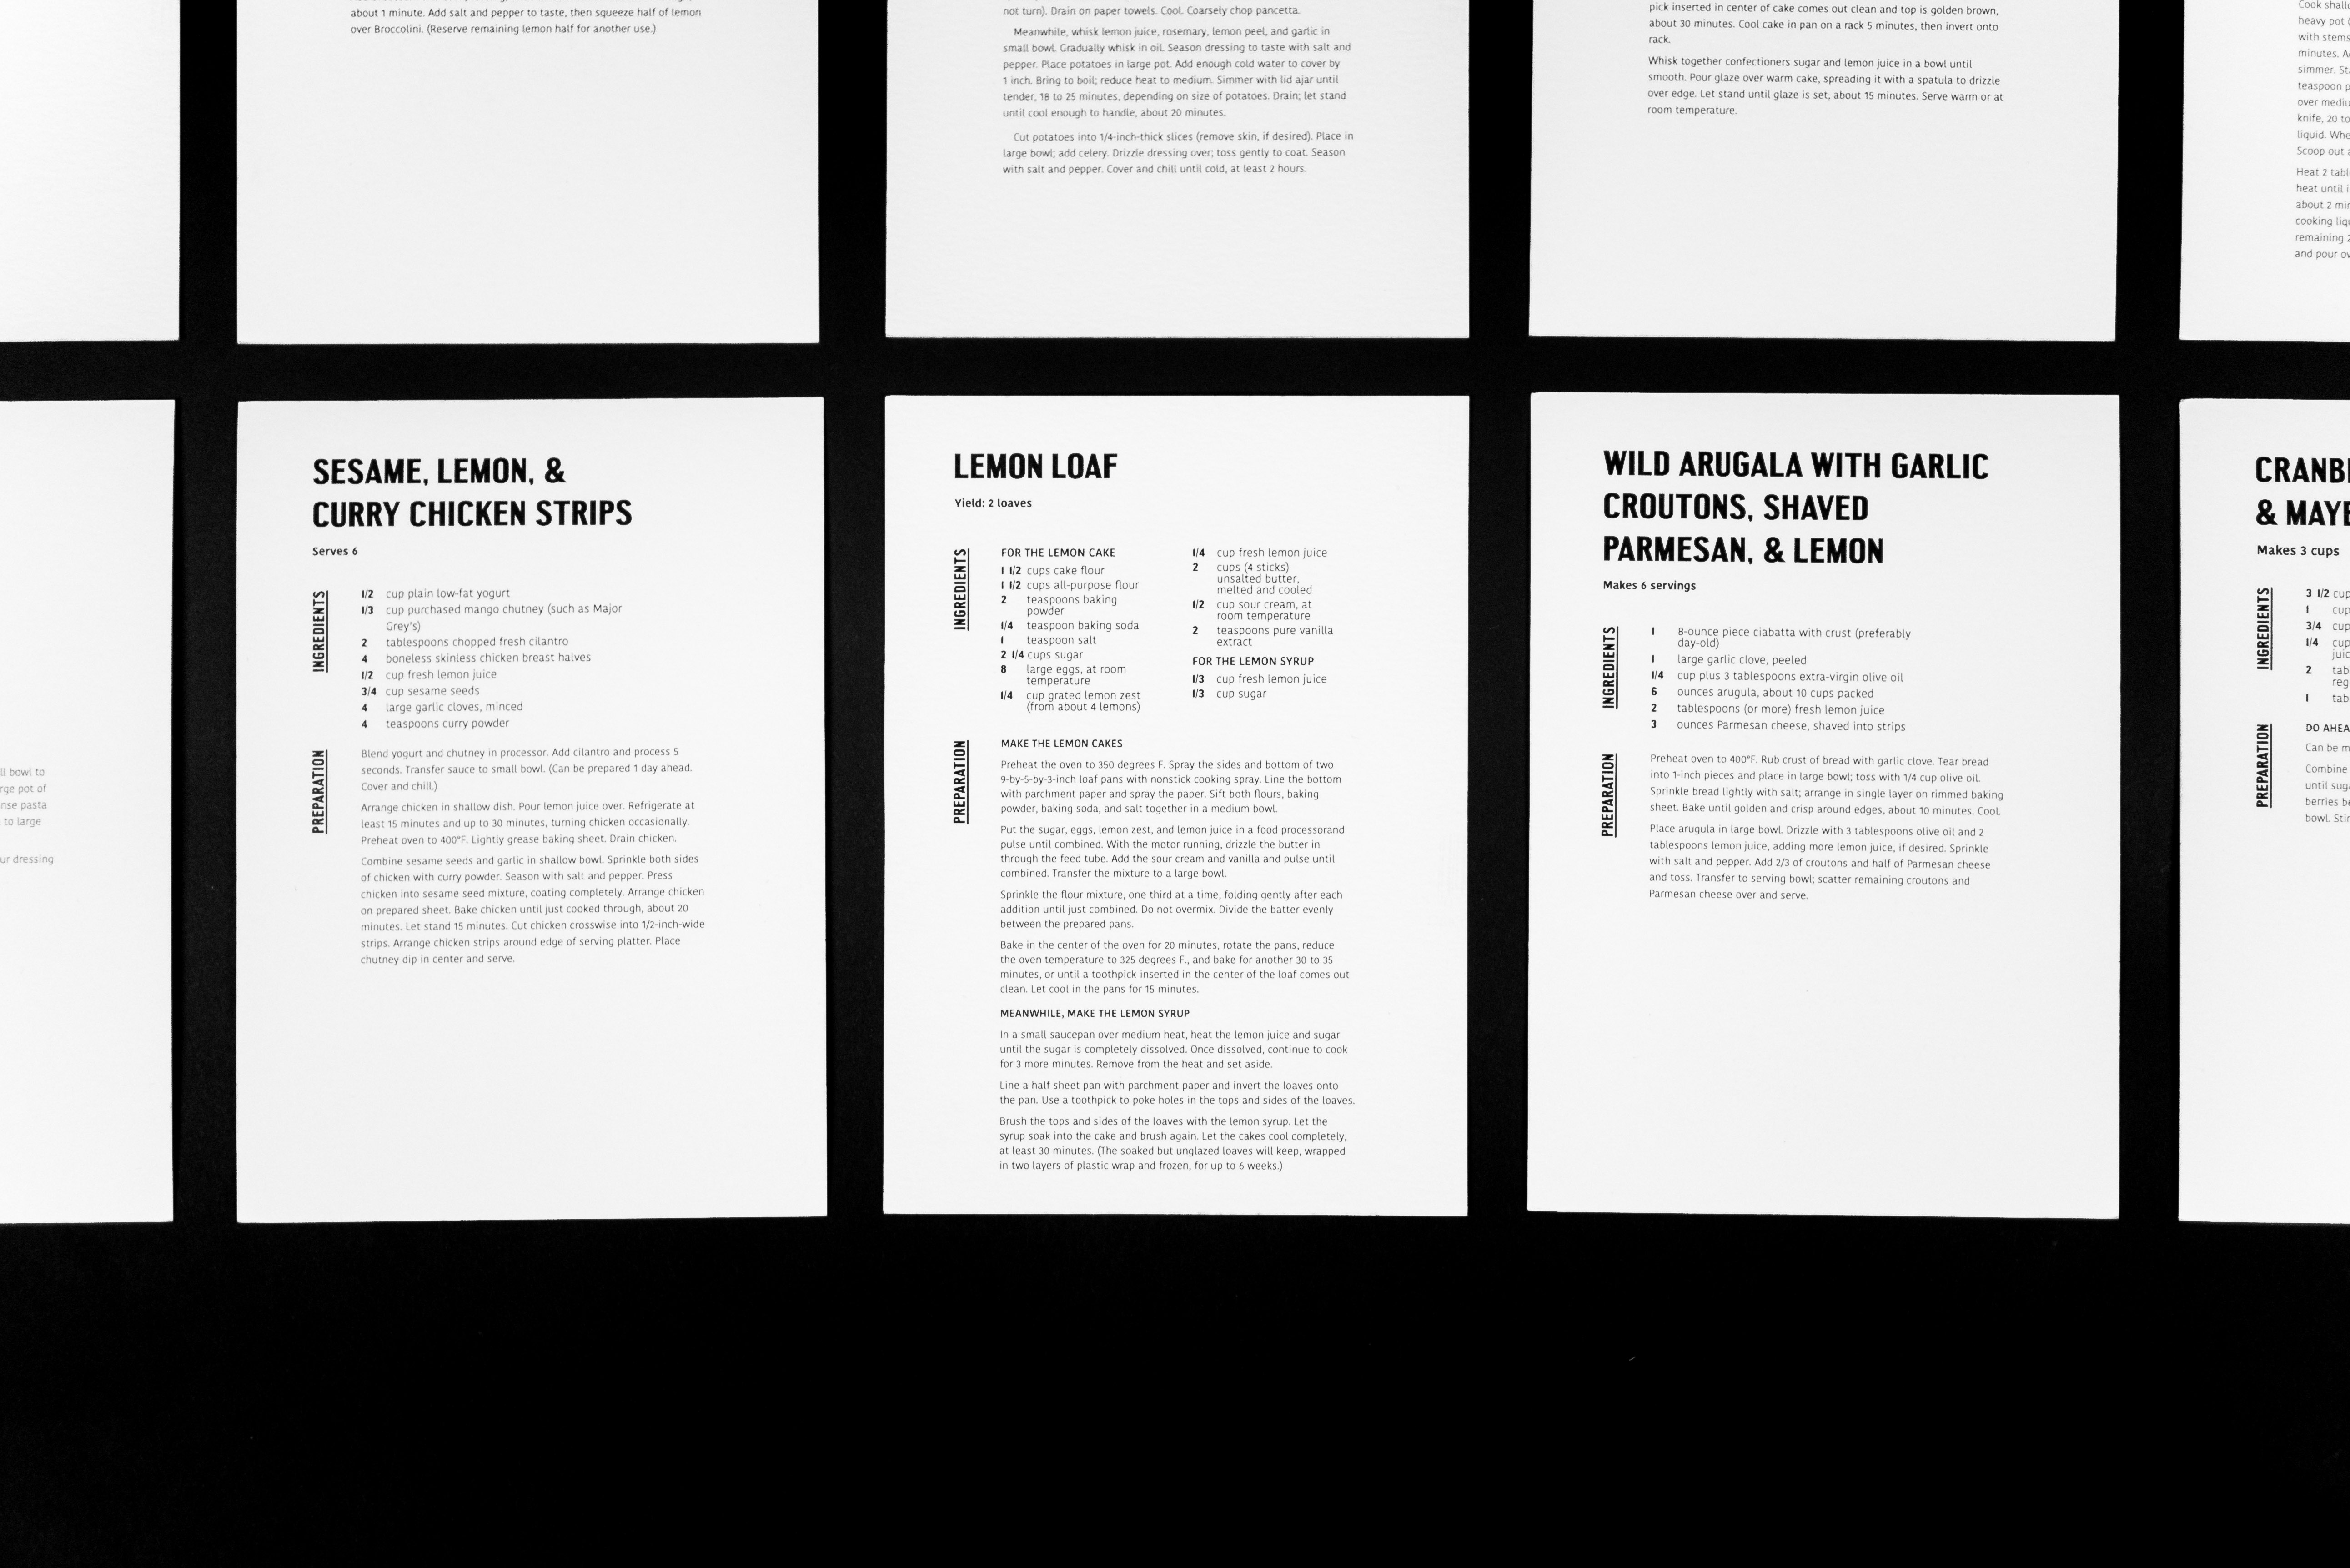 about 1 minute. Add salt and pepper to taste, then squeeze half of lemon
over Broccolini. (Reserve remaining lemon half for another use.)
not turn). Drain on paper towels. Cool. Coarsely chop pancetta.
Meanwhile, whisk lemon juice, rosemary, lemon peel, and garlic in
small bowl. Gradually whisk in oil. Season dressing to taste with salt and
pepper. Place potatoes in large pot. Add enough cold water to cover by
1 inch. Bring to boil; reduce heat to medium. Simmer with lid ajar until
tender, 18 to 25 minutes, depending on size of potatoes. Drain; let stand
until cool enough to handle, about 20 minutes.
Cut potatoes into 1/4-inch-thick slices (remove skin, if desired). Place in
large bowl; add celery. Drizzle dressing over; toss gently to coat. Season
with salt and pepper. Cover and chill until cold, at least 2 hours.
pick inserted in center of cake comes out clean and top is golden brown,
about 30 minutes. Cool cake in pan on a rack 5 minutes, then invert onto
rack.
Whisk together confectioners sugar and lemon juice in a bowl until
smooth. Pour glaze over warm cake, spreading it with a spatula to drizzle
over edge. Let stand until glaze is set, about 15 minutes. Serve warm or at
room temperature.
Cook
heavy pot
with stems
minutes.
simmer.
teaspoon
over
knife, 20 to
liquid.
Scoop out
Heat 2
heat until
about 2
cooking
remaining
and pour
ll bowl to
rge pot of
nse pasta
to large
ur dressing
SESAME, LEMON, &
CURRY CHICKEN STRIPS
Serves 6
INGREDIENTS
1/2 cup plain low-fat yogurt
1/3 cup purchased mango chutney (such as Major
Grey's)
2 tablespoons chopped fresh cilantro
4 boneless skinless chicken breast halves
1/2 cup fresh lemon juice
3/4 cup sesame seeds
4 large garlic cloves, minced
4 teaspoons curry powder
PREPARATION
Blend yogurt and chutney in processor. Add cilantro and process 5
seconds. Transfer sauce to small bowl. (Can be prepared 1 day ahead.
Cover and chill.)
Arrange chicken in shallow dish. Pour lemon juice over. Refrigerate at
least 15 minutes and up to 30 minutes, turning chicken occasionally.
Preheat oven to 400°F. Lightly grease baking sheet. Drain chicken.
Combine sesame seeds and garlic in shallow bowl. Sprinkle both sides
of chicken with curry powder. Season with salt and pepper. Press
chicken into sesame seed mixture, coating completely. Arrange chicken
on prepared sheet. Bake chicken until just cooked through, about 20
minutes. Let stand 15 minutes. Cut chicken crosswise into 1/2-inch-wide
strips. Arrange chicken strips around edge of serving platter. Place
chutney dip in center and serve.
LEMON LOAF
Yield: 2 loaves
INGREDIENTS
FOR THE LEMON CAKE
1 1/2 cups cake flour
1 1/2 cups all-purpose flour
2 teaspoons baking
powder
1/4 teaspoon baking soda
1 teaspoon salt
2 1/4 cups sugar
8 large eggs, at room
temperature
1/4 cup grated lemon zest
(from about 4 lemons)
1/4 cup fresh lemon juice
2 cups (4 sticks)
unsalted butter,
melted and cooled
1/2 cup sour cream, at
room temperature
2 teaspoons pure vanilla
extract
FOR THE LEMON SYRUP
1/3 cup fresh lemon juice
1/3 cup sugar
PREPARATION
MAKE THE LEMON CAKES
Preheat the oven to 350 degrees F. Spray the sides and bottom of two
9-by-5-by-3-inch loaf pans with nonstick cooking spray. Line the bottom
with parchment paper and spray the paper. Sift both flours, baking
powder, baking soda, and salt together in a medium bowl.
Put the sugar, eggs, lemon zest, and lemon juice in a food processorand
pulse until combined. With the motor running, drizzle the butter in
through the feed tube. Add the sour cream and vanilla and pulse until
combined. Transfer the mixture to a large bowl.
Sprinkle the flour mixture, one third at a time, folding gently after each
addition until just combined. Do not overmix. Divide the batter evenly
between the prepared pans.
Bake in the center of the oven for 20 minutes, rotate the pans, reduce
the oven temperature to 325 degrees F., and bake for another 30 to 35
minutes, or until a toothpick inserted in the center of the loaf comes out
clean. Let cool in the pans for 15 minutes.
MEANWHILE, MAKE THE LEMON SYRUP
In a small saucepan over medium heat, heat the lemon juice and sugar
until the sugar is completely dissolved. Once dissolved, continue to cook
for 3 more minutes. Remove from the heat and set aside.
Line a half sheet pan with parchment paper and invert the loaves onto
the pan. Use a toothpick to poke holes in the tops and sides of the loaves.
Brush the tops and sides of the loaves with the lemon syrup. Let the
syrup soak into the cake and brush again. Let the cakes cool completely,
at least 30 minutes. (The soaked but unglazed loaves will keep, wrapped
in two layers of plastic wrap and frozen, for up to 6 weeks.)
WILD ARUGALA WITH GARLIC
CROUTONS, SHAVED
PARMESAN, & LEMON
Makes 6 servings
INGREDIENTS
1 8-ounce piece ciabatta with crust (preferably
day-old)
1 large garlic clove, peeled
1/4 cup plus 3 tablespoons extra-virgin olive oil
6 ounces arugula, about 10 cups packed
2 tablespoons (or more) fresh lemon juice
3 ounces Parmesan cheese, shaved into strips
PREPARATION
Preheat oven to 400°F. Rub crust of bread with garlic clove. Tear bread
into 1-inch pieces and place in large bowl; toss with 1/4 cup olive oil.
Sprinkle bread lightly with salt; arrange in single layer on rimmed baking
sheet. Bake until golden and crisp around edges, about 10 minutes. Cool.
Place arugula in large bowl. Drizzle with 3 tablespoons olive oil and 2
tablespoons lemon juice, adding more lemon juice, if desired. Sprinkle
with salt and pepper. Add 2/3 of croutons and half of Parmesan cheese
and toss. Transfer to serving bowl; scatter remaining croutons and
Parmesan cheese over and serve.
CRANB
& MAYE
Makes 3 cups
INGREDIENTS
3 1/2 cup
1 cup
3/4 cup
1/4 cup
juic
2 tab
reg
1 tab
PREPARATION
DO AHEA
Can be m
Combine
until suga
berries be
bowl. Stir